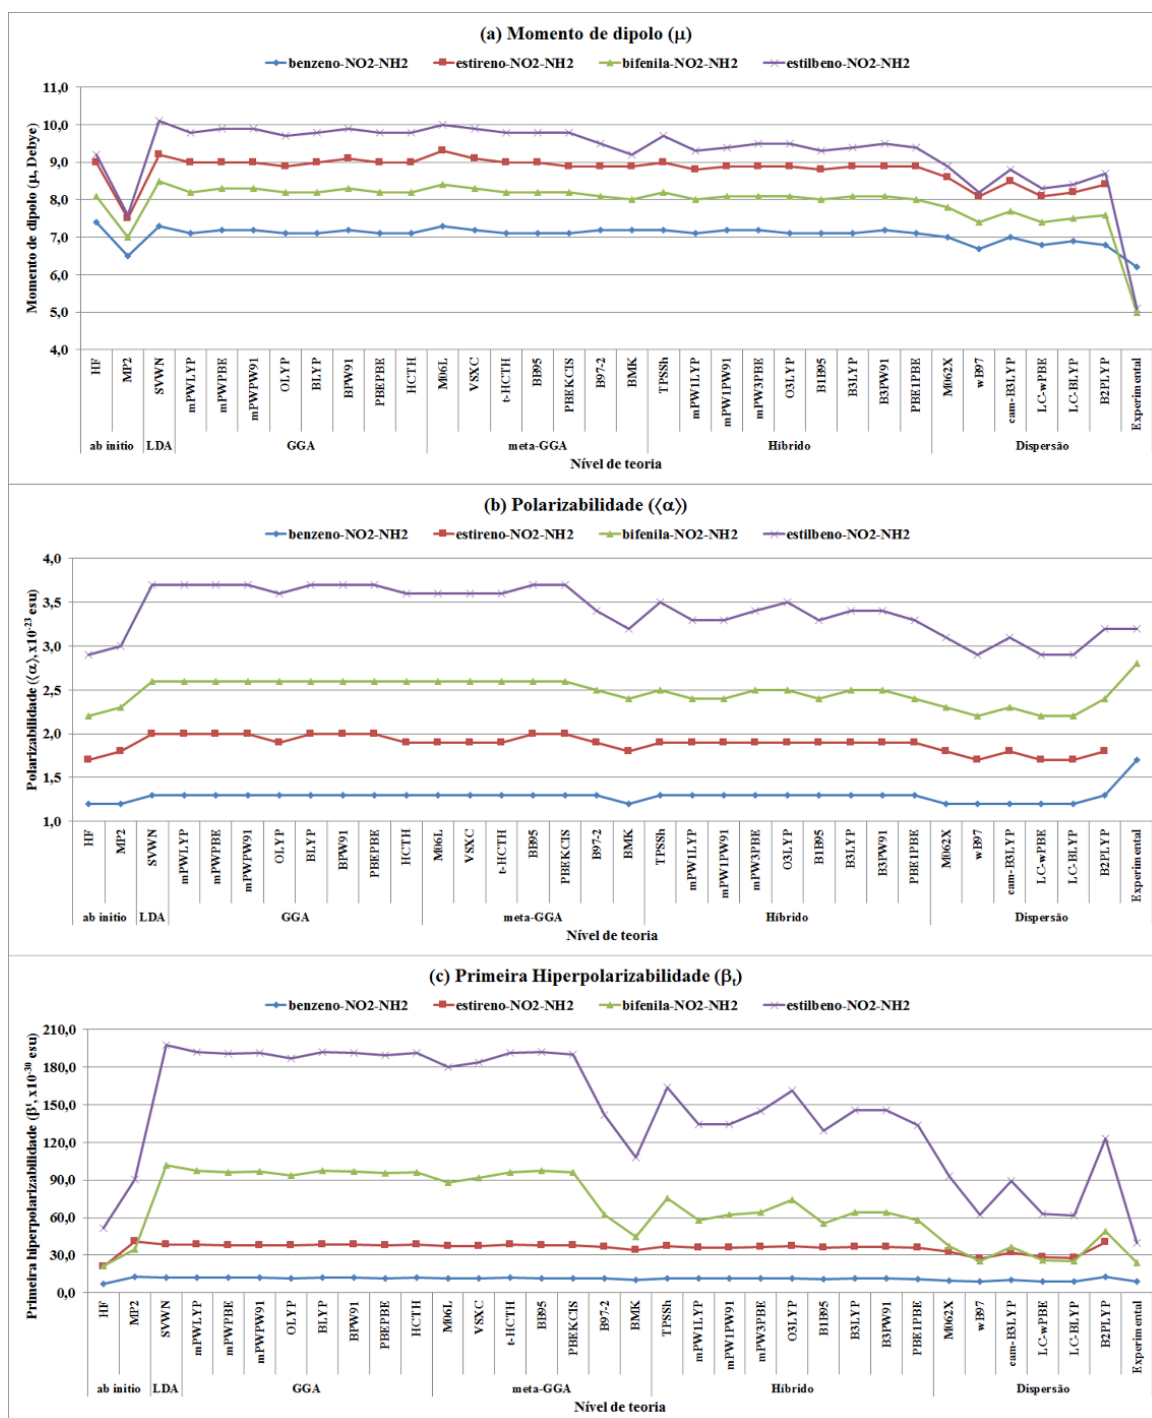 (a) Momento de dipolo (μ)
benzeno-NO2-NH2 estireno-NO2-NH2 bifenila-NO2-NH2 estilbeno-NO2-NH2
Momento de dipolo (μ, Debye)
11,0
10,0
9,0
8,0
7,0
6,0
5,0
4,0
HF MP2 SVWN mPWLYP mPWPBE mPWPW91 OLYP BLYP BPW91 PBEPBE HCTH M06L VSXC t-HCTH BB95 PBEKCIS B97-2 BMK TPSSh mPW1LYP mPW1PW91 mPW3PBE O3LYP B1B95 B3LYP B3PW91 PBE1PBE M062X wB97 cam-B3LYP LC-wPBE LC-BLYP B2PLYP Experimental
ab initio LDA GGA meta-GGA Híbrido Dispersão
Nível de teoria
(b) Polarizabilidade (⟨α⟩)
benzeno-NO2-NH2 estireno-NO2-NH2 bifenila-NO2-NH2 estilbeno-NO2-NH2
Polarizabilidade (⟨α⟩, x10⁻²³ esu)
4,0
3,5
3,0
2,5
2,0
1,5
1,0
HF MP2 SVWN mPWLYP mPWPBE mPWPW91 OLYP BLYP BPW91 PBEPBE HCTH M06L VSXC t-HCTH BB95 PBEKCIS B97-2 BMK TPSSh mPW1LYP mPW1PW91 mPW3PBE O3LYP B1B95 B3LYP B3PW91 PBE1PBE M062X wB97 cam-B3LYP LC-wPBE LC-BLYP B2PLYP Experimental
ab initio LDA GGA meta-GGA Híbrido Dispersão
Nível de teoria
(c) Primeira Hiperpolarizabilidade (βₜ)
benzeno-NO2-NH2 estireno-NO2-NH2 bifenila-NO2-NH2 estilbeno-NO2-NH2
Primeira hiperpolarizabilidade (βᵗ, x10⁻³⁰ esu)
210,0
180,0
150,0
120,0
90,0
60,0
30,0
0,0
HF MP2 SVWN mPWLYP mPWPBE mPWPW91 OLYP BLYP BPW91 PBEPBE HCTH M06L VSXC t-HCTH BB95 PBEKCIS B97-2 BMK TPSSh mPW1LYP mPW1PW91 mPW3PBE O3LYP B1B95 B3LYP B3PW91 PBE1PBE M062X wB97 cam-B3LYP LC-wPBE LC-BLYP B2PLYP Experimental
ab initio LDA GGA meta-GGA Híbrido Dispersão
Nível de teoria